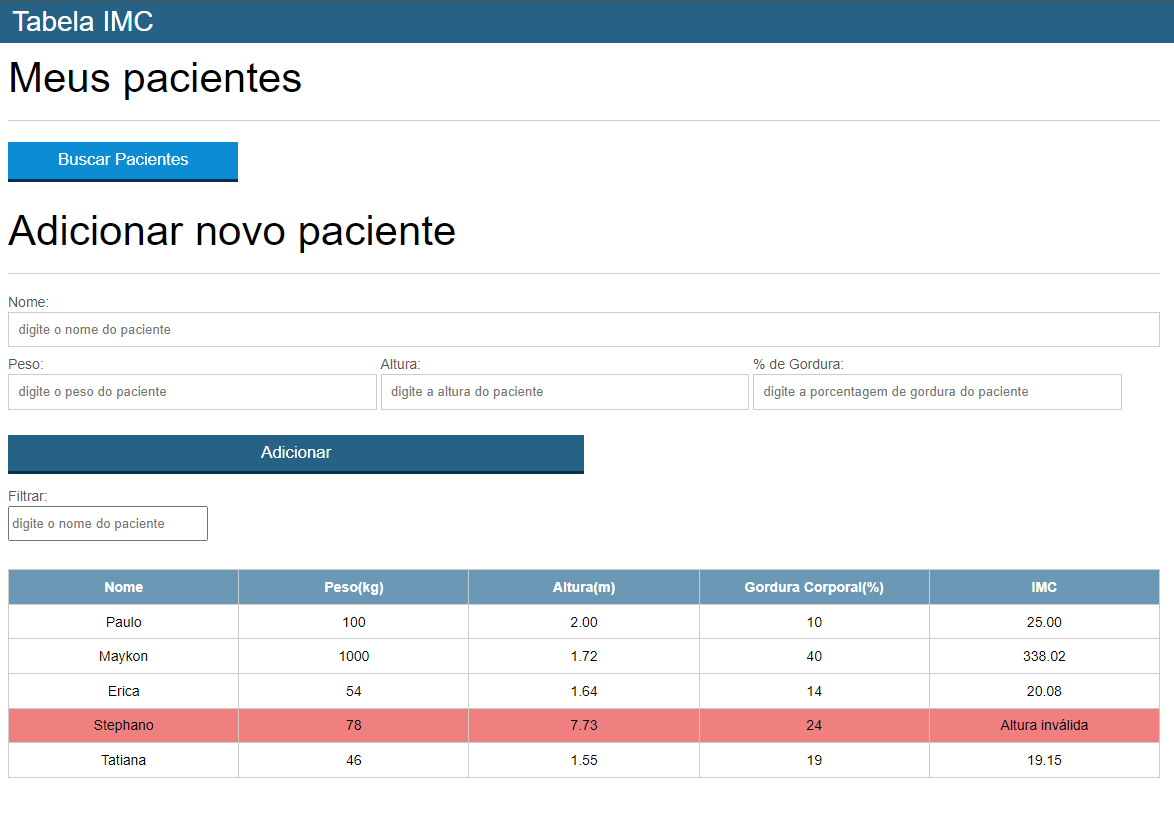 Tabela IMC
Meus pacientes
Buscar Pacientes
Adicionar novo paciente
Nome:
digite o nome do paciente
Peso: Altura: % de Gordura:
digite o peso do paciente digite a altura do paciente digite a porcentagem de gordura do paciente
Adicionar
Filtrar:
digite o nome do paciente
Nome Peso(kg) Altura(m) Gordura Corporal(%) IMC
Paulo 100 2.00 10 25.00
Maykon 1000 1.72 40 338.02
Erica 54 1.64 14 20.08
Stephano 78 7.73 24 Altura inválida
Tatiana 46 1.55 19 19.15